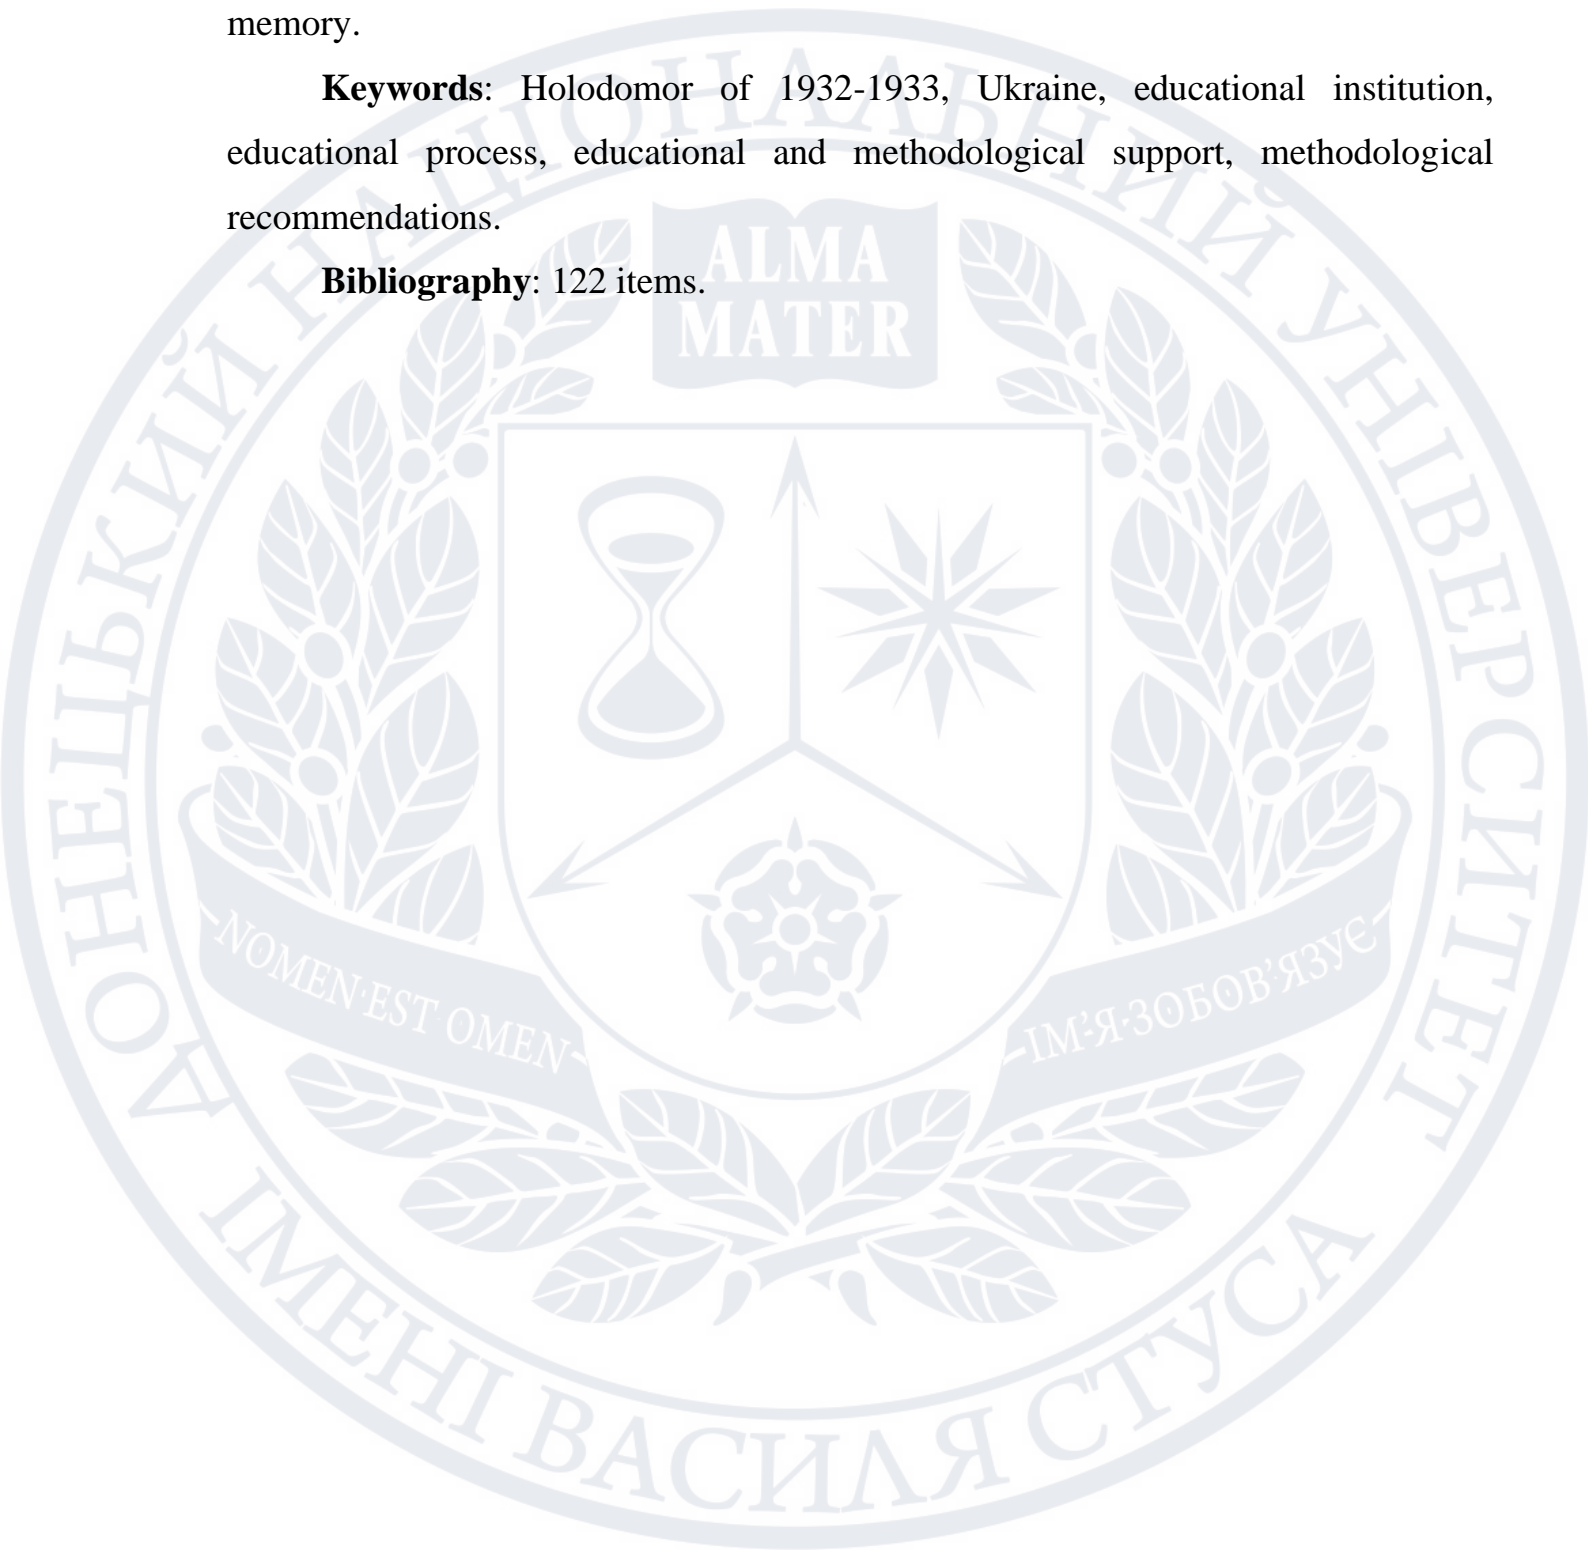 memory.
Keywords: Holodomor of 1932-1933, Ukraine, educational institution,
educational process, educational and methodological support, methodological
recommendations.
Bibliography: 122 items.
ALMA
MATER
ДОНЕЦЬКИЙ НАЦІОНАЛЬНИЙ УНІВЕРСИТЕТ
NOMEN·EST·OMEN
ІМ'Я·ЗОБОВ'ЯЗУЄ
ІМЕНІ ВАСИЛЯ СТУСА